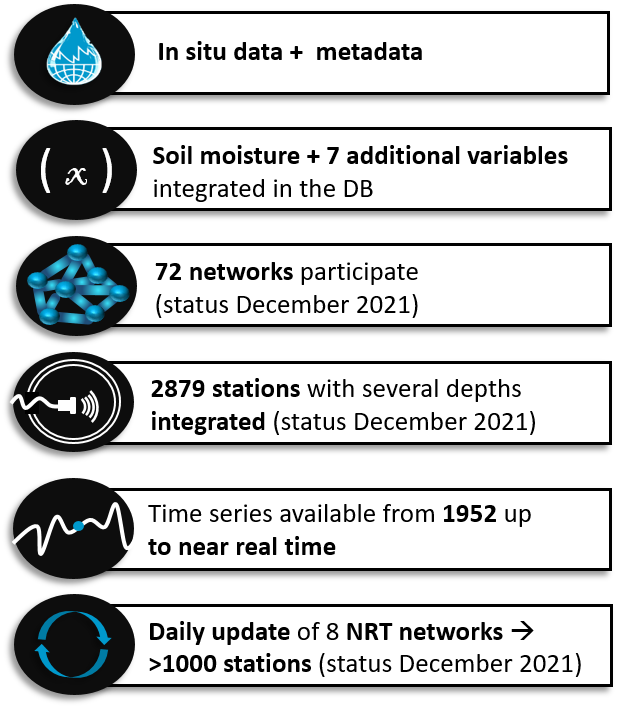 In situ data + metadata
( x )
Soil moisture + 7 additional variables
integrated in the DB
72 networks participate
(status December 2021)
2879 stations with several depths
integrated (status December 2021)
Time series available from 1952 up
to near real time
Daily update of 8 NRT networks →
>1000 stations (status December 2021)